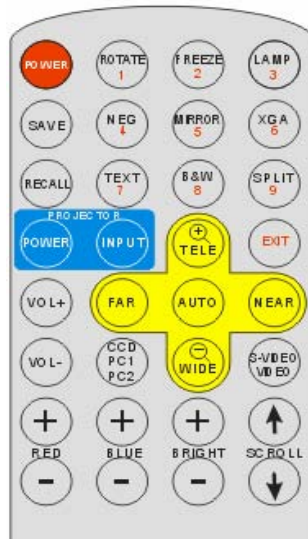 POWER ROTATE FREEZE LAMP
1 2 3
SAVE NEG MIRROR XGA
4 5 6
RECALL TEXT B&W SPLIT
7 8 9
PROJECTOR
POWER INPUT TELE EXIT
VOL+ FAR AUTO NEAR
VOL- CCD PC1 PC2 WIDE S-VIDEO VIDEO
+ + +
RED BLUE BRIGHT SCROLL
- - -